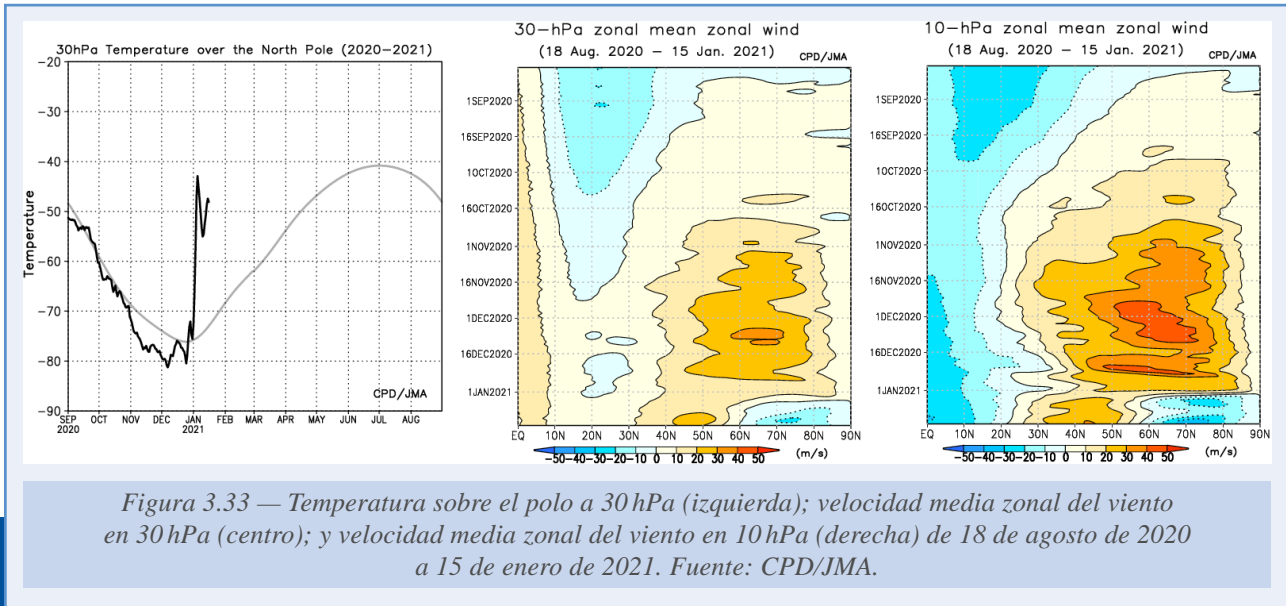 30hPa Temperature over the North Pole (2020-2021)
-20
-30
-40
-50
-60
-70
-80
-90
Temperature
CPD/JMA
SEP OCT NOV DEC JAN FEB MAR APR MAY JUN JUL AUG
2020 2021
30-hPa zonal mean zonal wind
(18 Aug. 2020 - 15 Jan. 2021) CPD/JMA
1SEP2020
16SEP2020
1OCT2020
16OCT2020
1NOV2020
16NOV2020
1DEC2020
16DEC2020
1JAN2021
EQ 10N 20N 30N 40N 50N 60N 70N 80N 90N
-50 -40 -30 -20 -10 0 10 20 30 40 50 (m/s)
10-hPa zonal mean zonal wind
(18 Aug. 2020 - 15 Jan. 2021) CPD/JMA
1SEP2020
16SEP2020
1OCT2020
16OCT2020
1NOV2020
16NOV2020
1DEC2020
16DEC2020
1JAN2021
EQ 10N 20N 30N 40N 50N 60N 70N 80N 90N
-50 -40 -30 -20 -10 0 10 20 30 40 50 (m/s)
Figura 3.33 — Temperatura sobre el polo a 30 hPa (izquierda); velocidad media zonal del viento
en 30 hPa (centro); y velocidad media zonal del viento en 10 hPa (derecha) de 18 de agosto de 2020
a 15 de enero de 2021. Fuente: CPD/JMA.